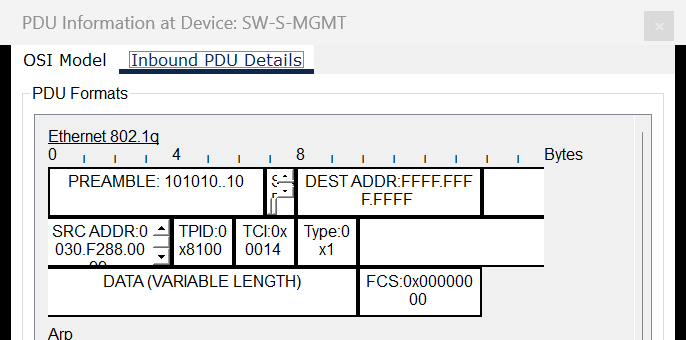 PDU Information at Device: SW-S-MGMT
OSI Model Inbound PDU Details
PDU Formats
Ethernet 802.1q
0 4 8 Bytes
PREAMBLE: 101010..10 DEST ADDR:FFFF.FFF
F.FFFF
SRC ADDR:0 TPID:0 TCI:0x Type:0
030.F288.00 x8100 0014 x1
DATA (VARIABLE LENGTH) FCS:0x000000
00
Arp